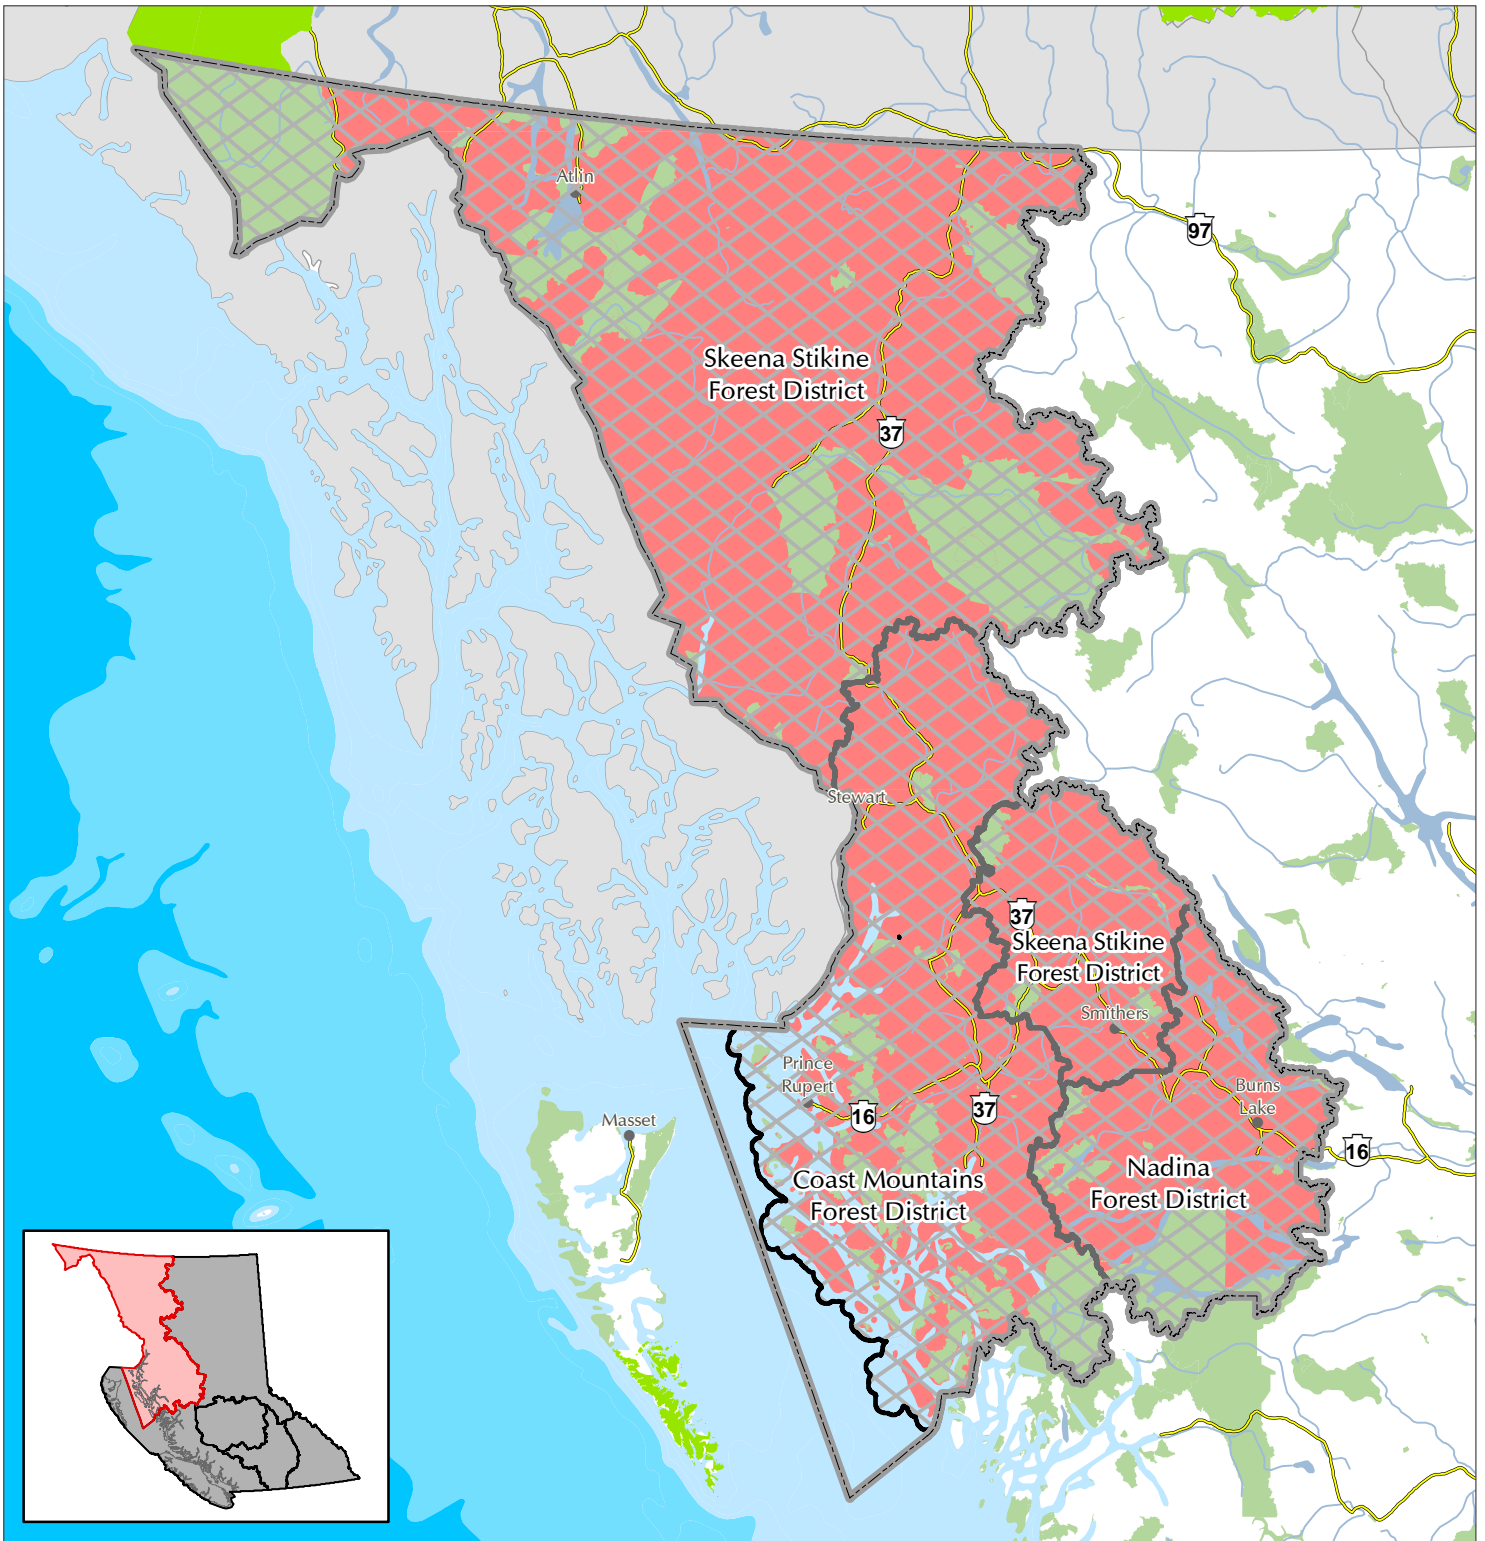 97
Atlin
Skeena Stikine
Forest District
37
Stewart
37
Skeena Stikine
Forest District
Smithers
Prince
Rupert
Burns
Lake
16
37
Masset
16
Coast Mountains
Forest District
Nadina
Forest District